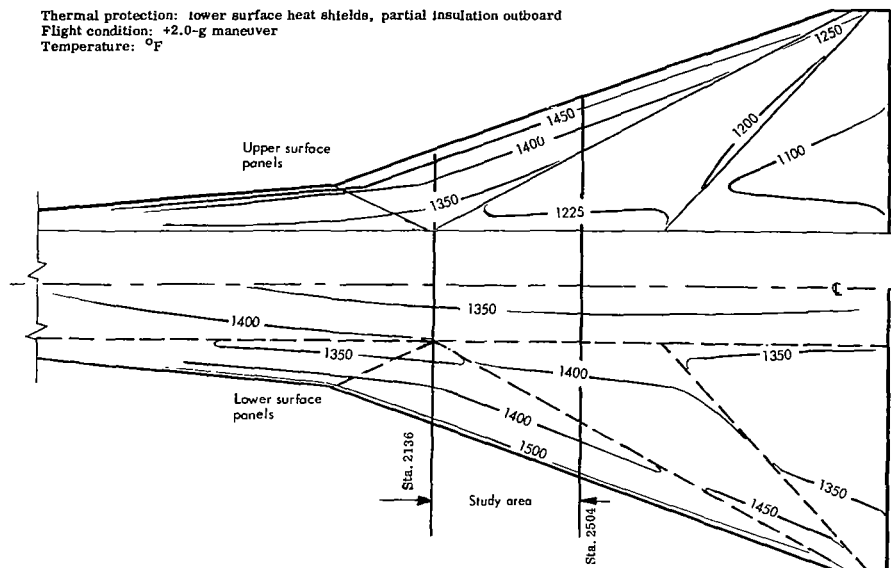 Thermal protection: lower surface heat shields, partial insulation outboard
Flight condition: +2.0-g maneuver
Temperature: °F
1250
1450
1200
Upper surface
panels
1400
1100
1350
1225
℄
1350
1400
1350
1350
1400
Lower surface
panels
1400
1500
1350
1450
Sta. 2136
Study area
Sta. 2504